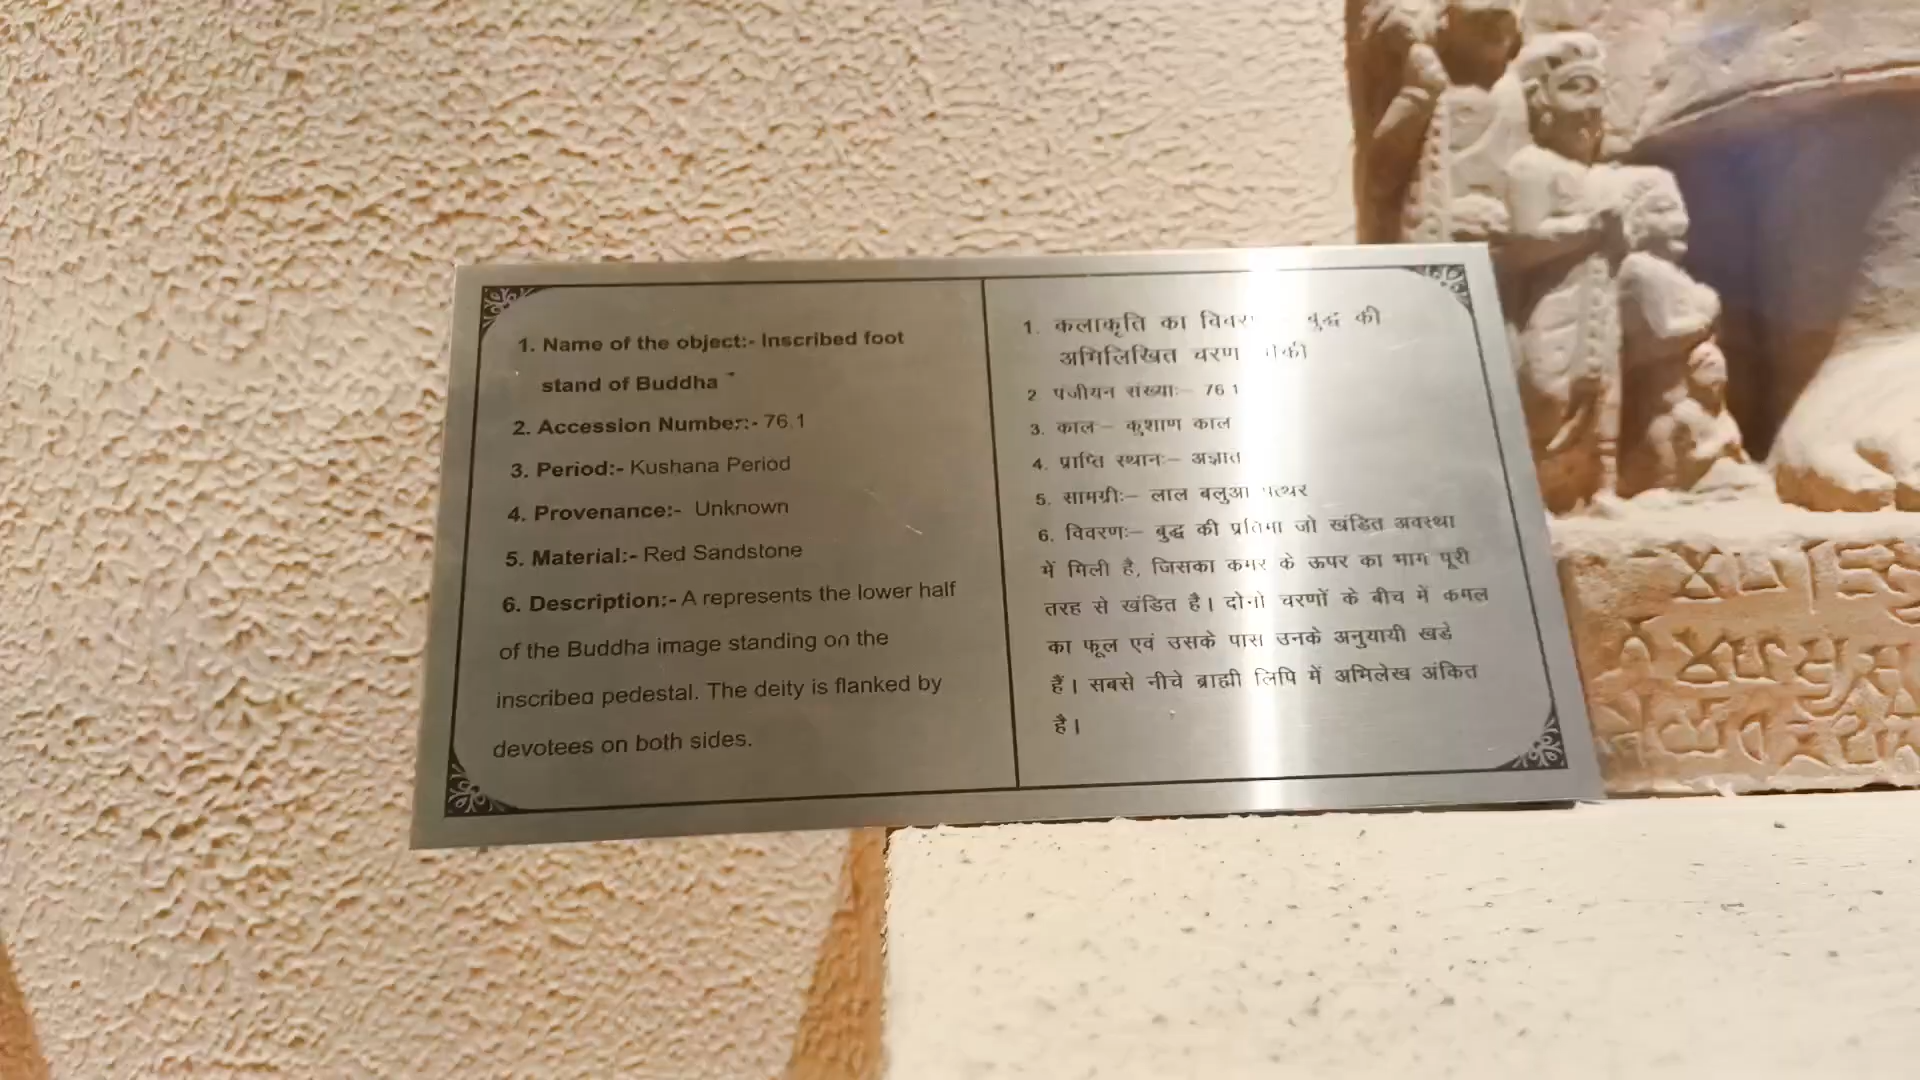 1. Name of the object:- Inscribed foot
stand of Buddha
2. Accession Number:- 76.1
3. Period:- Kushana Period
4. Provenance:- Unknown
5. Material:- Red Sandstone
6. Description:- A represents the lower half
of the Buddha image standing on the
inscribed pedestal. The deity is flanked by
devotees on both sides.
1. कलाकृति का बुद्ध की
अभिलिखित चरण
2 पंजीयन संख्याः– 76 1
3. काल– कुशाण काल
4. प्राप्ति स्थानः– अज्ञात
5. सामग्रीः– लाल बलुआ पत्थर
6. विवरणः– बुद्ध की प्रतिमा जो खंडित अवस्था
में मिली है, जिसका कमर के ऊपर का भाग पूरी
तरह से खंडित है। दोनो चरणों के बीच में कमल
का फूल एवं उसके पास उनके अनुयायी खडे
हैं। सबसे नीचे ब्राह्मी लिपि में अभिलेख अंकित
है।